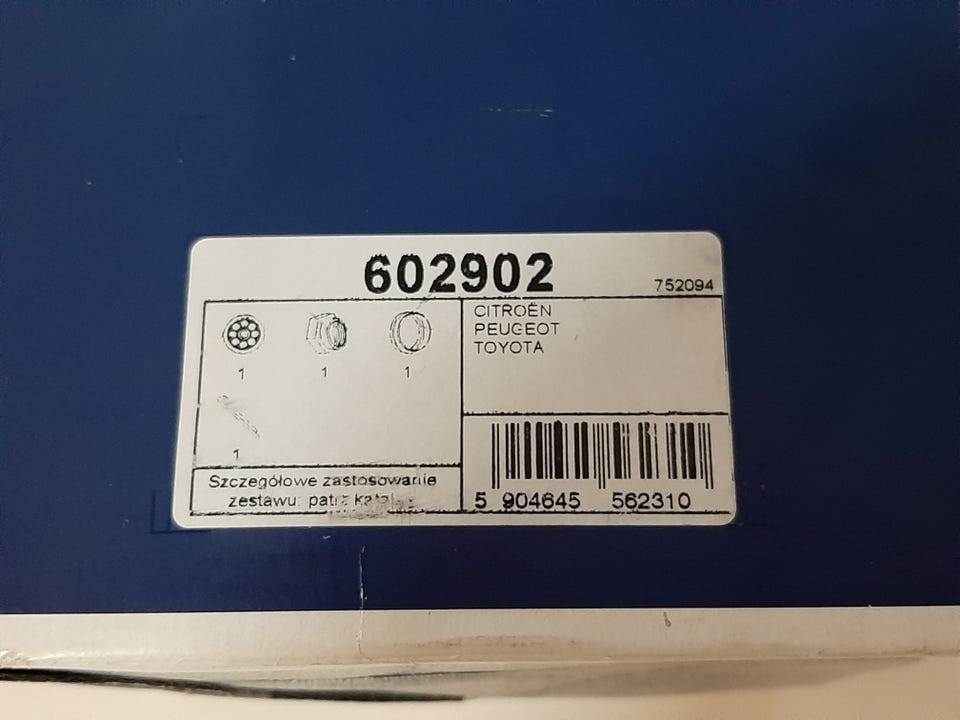 602902
752094
CITROËN
PEUGEOT
TOYOTA
1 1 1
1
Szczegółowe zastosowanie
zestawu: patrz
5 904645 562310